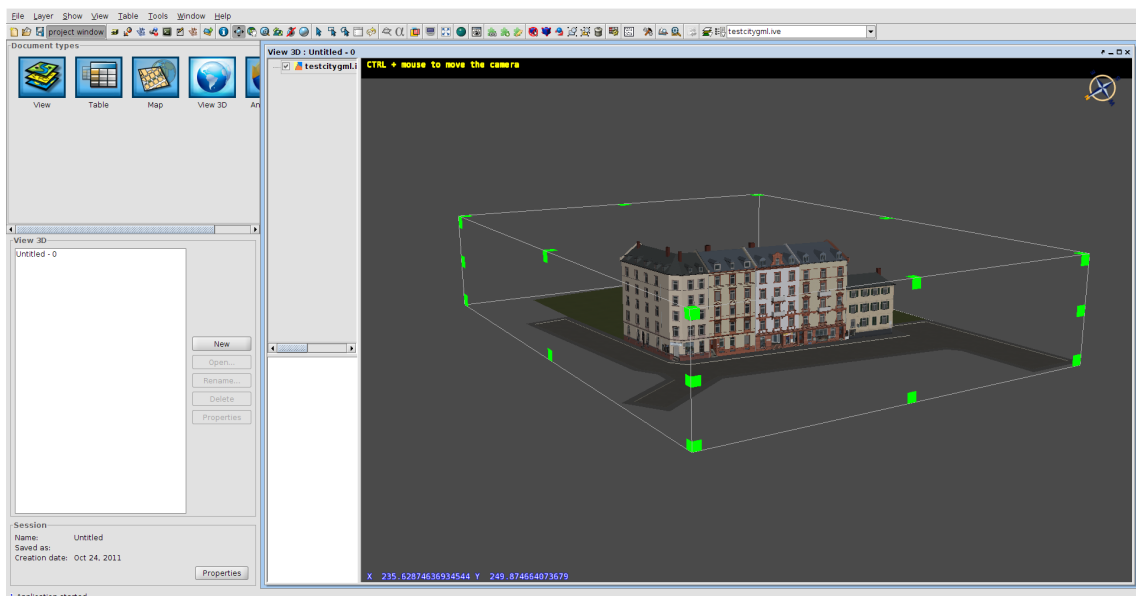 File Layer Show View Table Tools Window Help
project window
testcitygml.ive
Document types
View Table Map View 3D An
View 3D
Untitled - 0
New
Open...
Rename...
Delete
Properties
Session
Name: Untitled
Saved as:
Creation date: Oct 24, 2011
Properties
View 3D : Untitled - 0
testcitygml.i
CTRL + mouse to move the camera
X 235.62874636934544 Y 249.874664073679